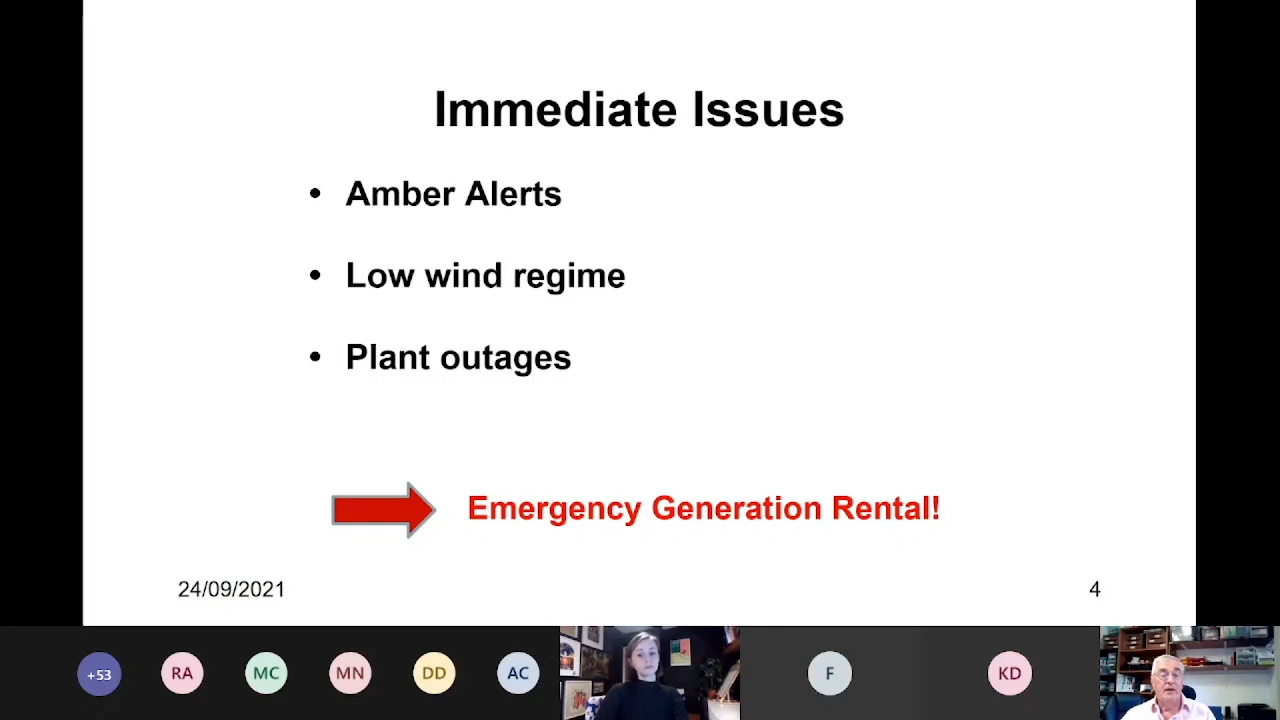 Immediate Issues
• Amber Alerts
• Low wind regime
• Plant outages
Emergency Generation Rental!
24/09/2021
4
+53
RA
MC
MN
DD
AC
F
KD